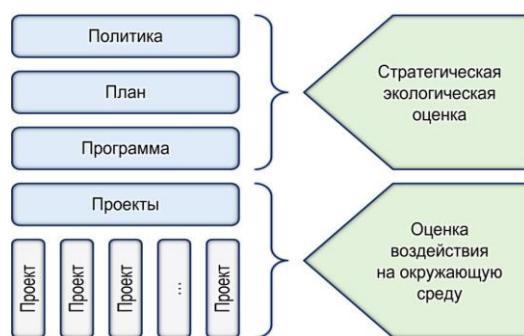 Политика
План
Программа
Стратегическая
экологическая
оценка
Проекты
Проект
Проект
Проект
...
Проект
Оценка
воздействия
на окружающую
среду